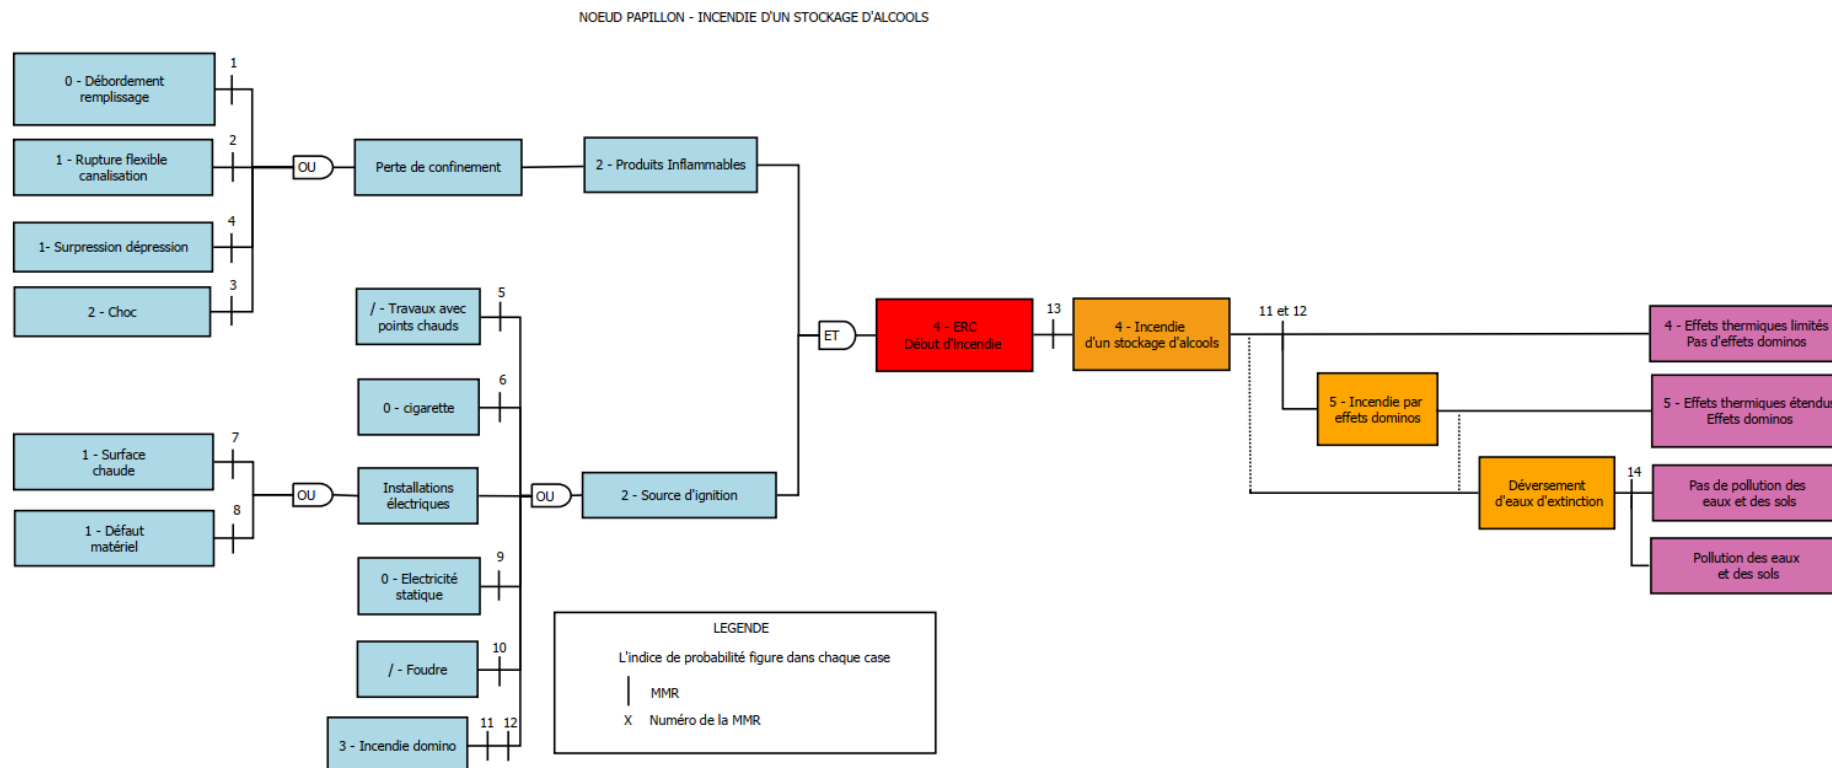 NOEUD PAPILLON - INCENDIE D'UN STOCKAGE D'ALCOOLS
0 - Débordement
remplissage
1
1 - Rupture flexible
canalisation
2
OU
Perte de confinement
2 - Produits Inflammables
1- Surpression dépression
4
2 - Choc
3
/ - Travaux avec
points chauds
5
0 - cigarette
6
1 - Surface
chaude
7
1 - Défaut
matériel
8
OU
Installations
électriques
OU
2 - Source d'ignition
0 - Electricité
statique
9
/ - Foudre
10
3 - Incendie domino
11 12
ET
4 - ERC
Début d'incendie
13
4 - Incendie
d'un stockage d'alcools
11 et 12
4 - Effets thermiques limités
Pas d'effets dominos
5 - Incendie par
effets dominos
5 - Effets thermiques étendus
Effets dominos
Déversement
d'eaux d'extinction
14
Pas de pollution des
eaux et des sols
Pollution des eaux
et des sols
LEGENDE
L'indice de probabilité figure dans chaque case
MMR
X Numéro de la MMR